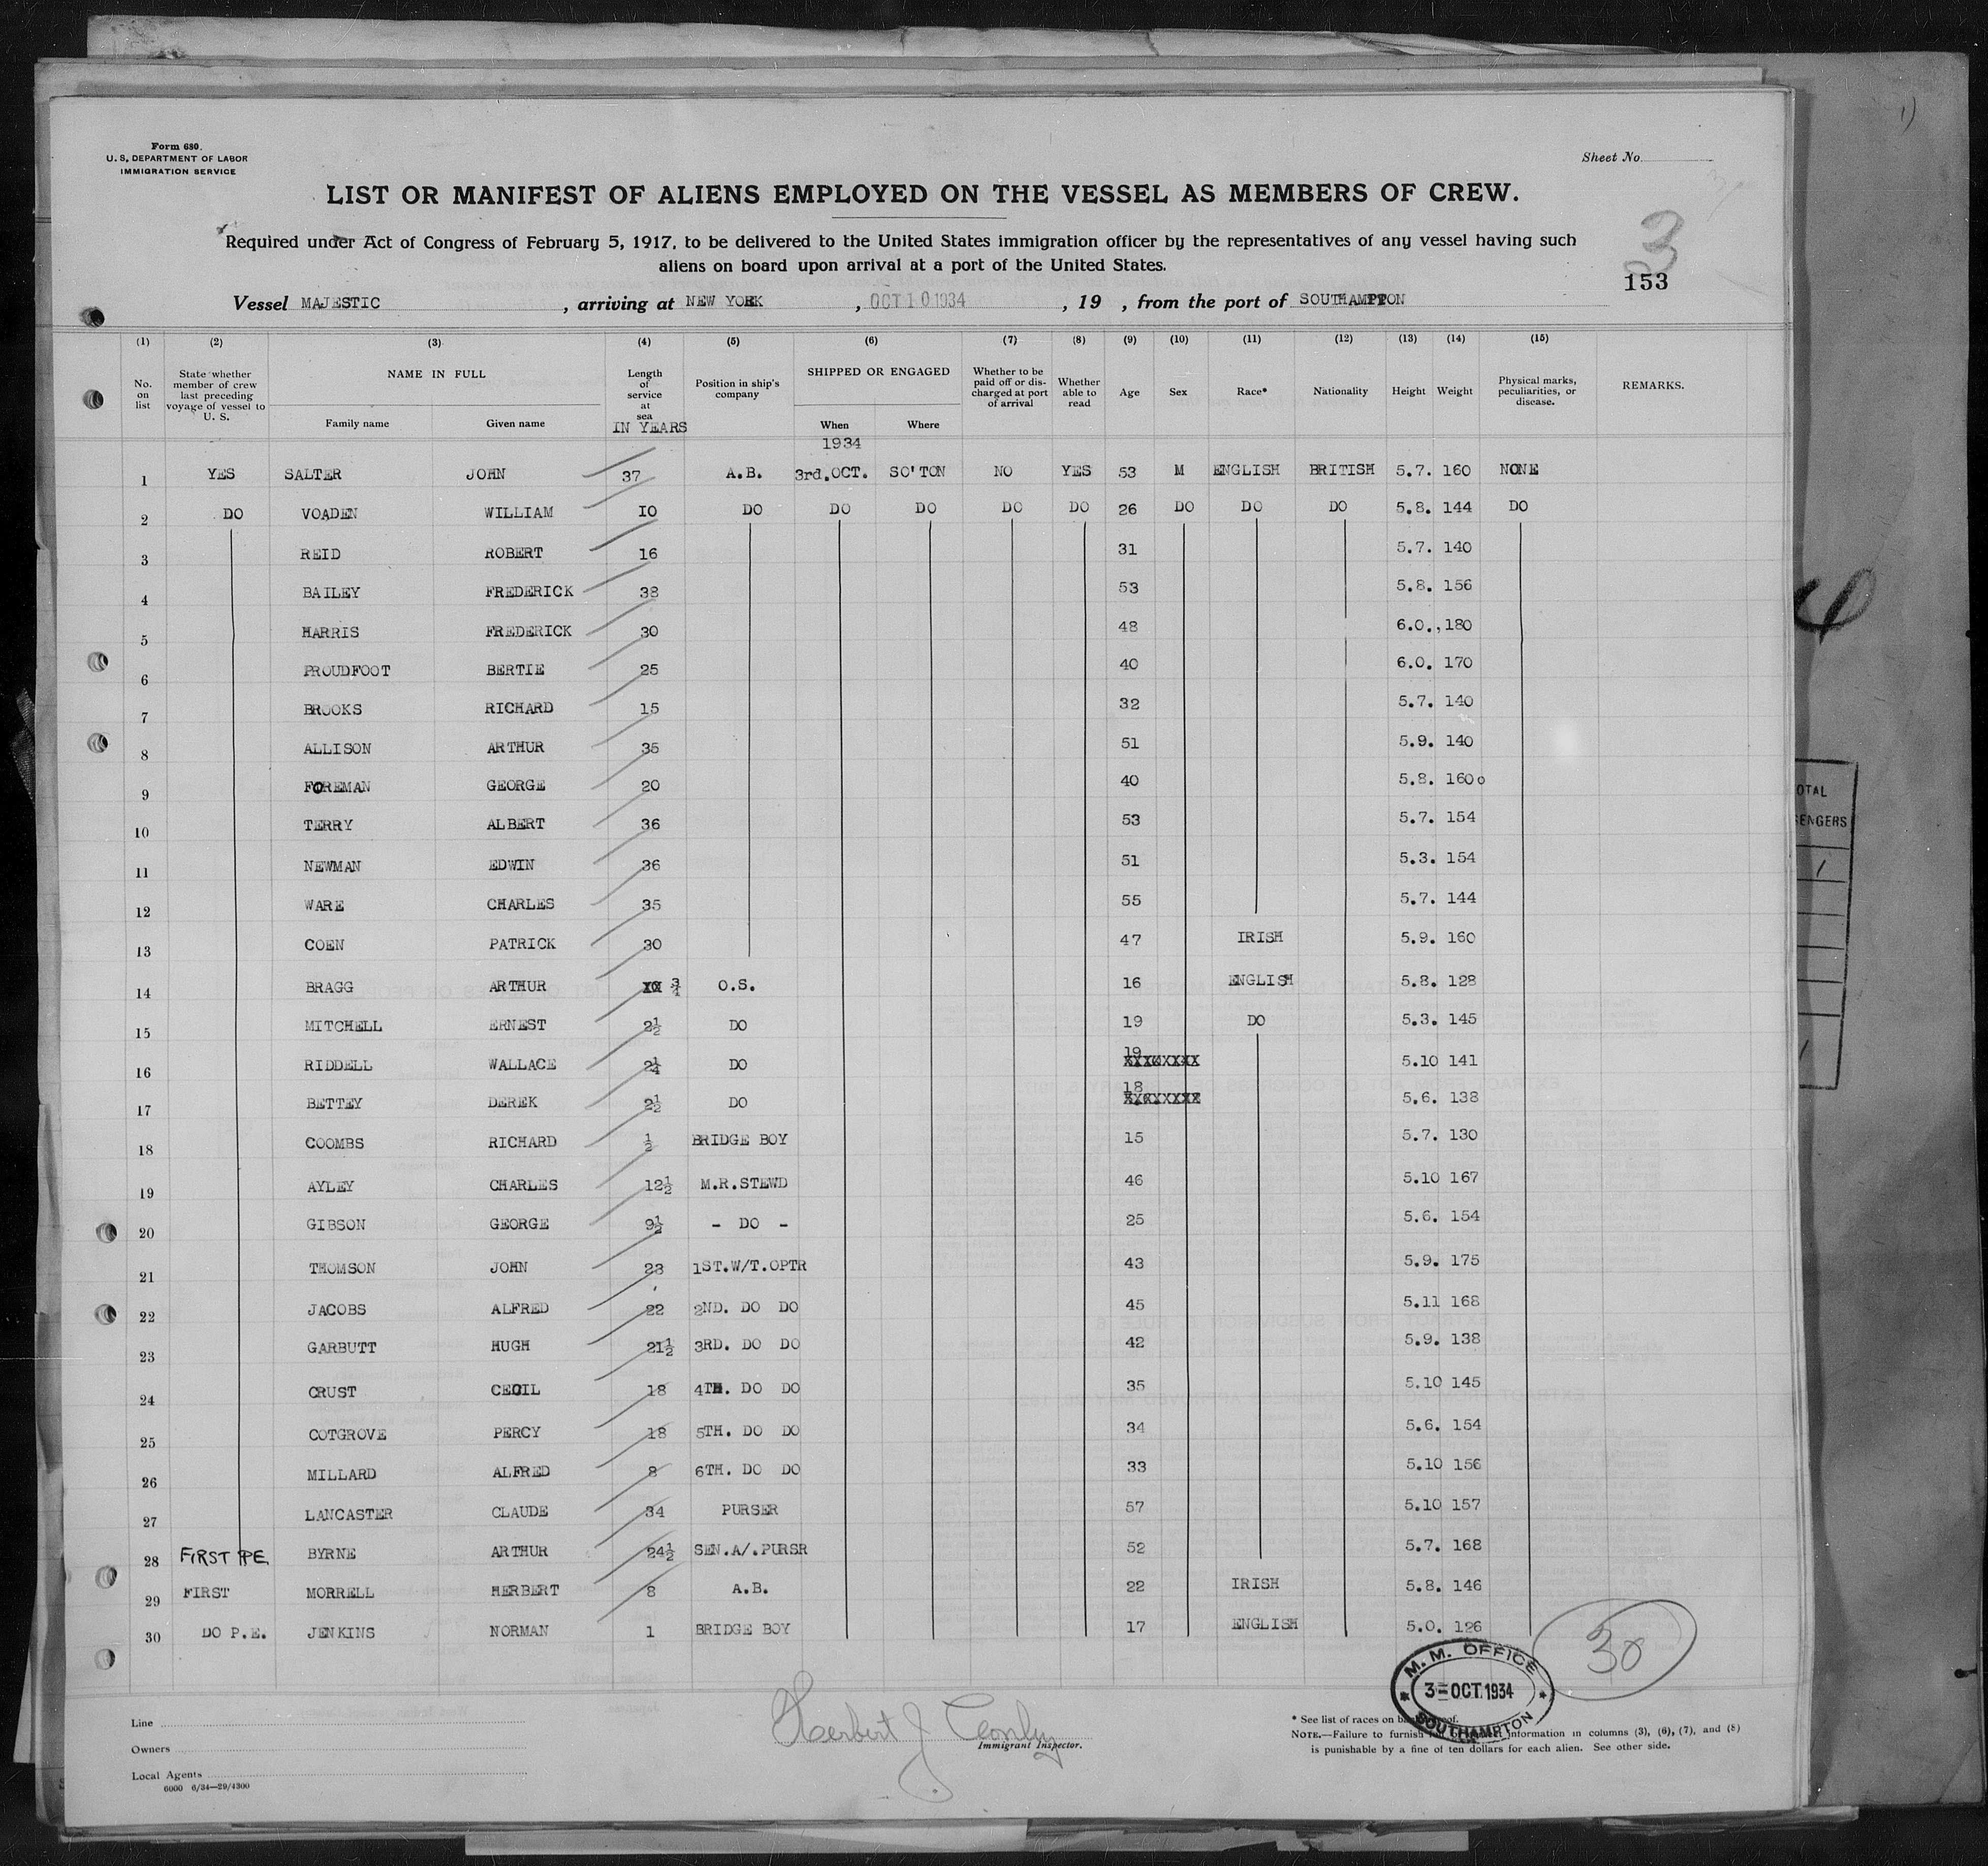 Form 680.
U. S. DEPARTMENT OF LABOR
IMMIGRATION SERVICE
Sheet No.
LIST OR MANIFEST OF ALIENS EMPLOYED ON THE VESSEL AS MEMBERS OF CREW.
Required under Act of Congress of February 5, 1917, to be delivered to the United States immigration officer by the representatives of any vessel having such
aliens on board upon arrival at a port of the United States.
3
153
Vessel MAJESTIC , arriving at NEW YORK , OCT 10 1934 , 19 , from the port of SOUTHAMPTON
(1) (2) (3) (4) (5) (6) (7) (8) (9) (10) (11) (12) (13) (14) (15)
No. on list
State whether member of crew last preceding voyage of vessel to U. S.
NAME IN FULL
Family name Given name
Length of service at sea IN YEARS
Position in ship's company
SHIPPED OR ENGAGED
When Where
Whether to be paid off or discharged at port of arrival
Whether able to read
Age Sex Race* Nationality Height Weight
Physical marks, peculiarities, or disease.
REMARKS.
1934
1 YES SALTER JOHN 37 A.B. 3rd.OCT. SO'TON NO YES 53 M ENGLISH BRITISH 5.7. 160 NONE
2 DO VOADEN WILLIAM 10 DO DO DO DO DO 26 DO DO DO 5.8. 144 DO
3 REID ROBERT 16 31 5.7. 140
4 BAILEY FREDERICK 38 53 5.8. 156
5 HARRIS FREDERICK 30 48 6.0., 180
6 PROUDFOOT BERTIE 25 40 6.0. 170
7 BROOKS RICHARD 15 32 5.7. 140
8 ALLISON ARTHUR 35 51 5.9. 140
9 FOREMAN GEORGE 20 40 5.8. 160o
10 TERRY ALBERT 36 53 5.7. 154
11 NEWMAN EDWIN 36 51 5.3. 154
12 WARE CHARLES 35 55 5.7. 144
13 COEN PATRICK 30 47 IRISH 5.9. 160
14 BRAGG ARTHUR ¾ O.S. 16 ENGLISH 5.8. 128
15 MITCHELL ERNEST 2½ DO 19 DO 5.3. 145
16 RIDDELL WALLACE 2¼ DO 19 5.10 141
17 BETTEY DEREK 2½ DO 18 5.6. 138
18 COOMBS RICHARD ½ BRIDGE BOY 15 5.7. 130
19 AYLEY CHARLES 12½ M.R.STEWD 46 5.10 167
20 GIBSON GEORGE 9½ - DO - 25 5.6. 154
21 THOMSON JOHN 23 1ST.W/T.OPTR 43 5.9. 175
22 JACOBS ALFRED 22 2ND. DO DO 45 5.11 168
23 GARBUTT HUGH 21½ 3RD. DO DO 42 5.9. 138
24 CRUST CECIL 18 4TH. DO DO 35 5.10 145
25 COTGROVE PERCY 18 5TH. DO DO 34 5.6. 154
26 MILLARD ALFRED 8 6TH. DO DO 33 5.10 156
27 LANCASTER CLAUDE 34 PURSER 57 5.10 157
28 FIRST PE BYRNE ARTHUR 24½ SEN.A/.PURSR 52 5.7. 168
29 FIRST MORRELL HERBERT 8 A.B. 22 IRISH 5.8. 146
30 DO P.E. JENKINS NORMAN 1 BRIDGE BOY 17 ENGLISH 5.0. 126
30
M. M. OFFICE
3-OCT.1934
SOUTHAMPTON
Line
Owners
Local Agents
6000 6/34—29/4300
Herbert J
Immigrant Inspector.
* See list of races on back hereof.
NOTE.—Failure to furnish information in columns (3), (6), (7), and (8)
is punishable by a fine of ten dollars for each alien. See other side.
OTAL
SENGERS